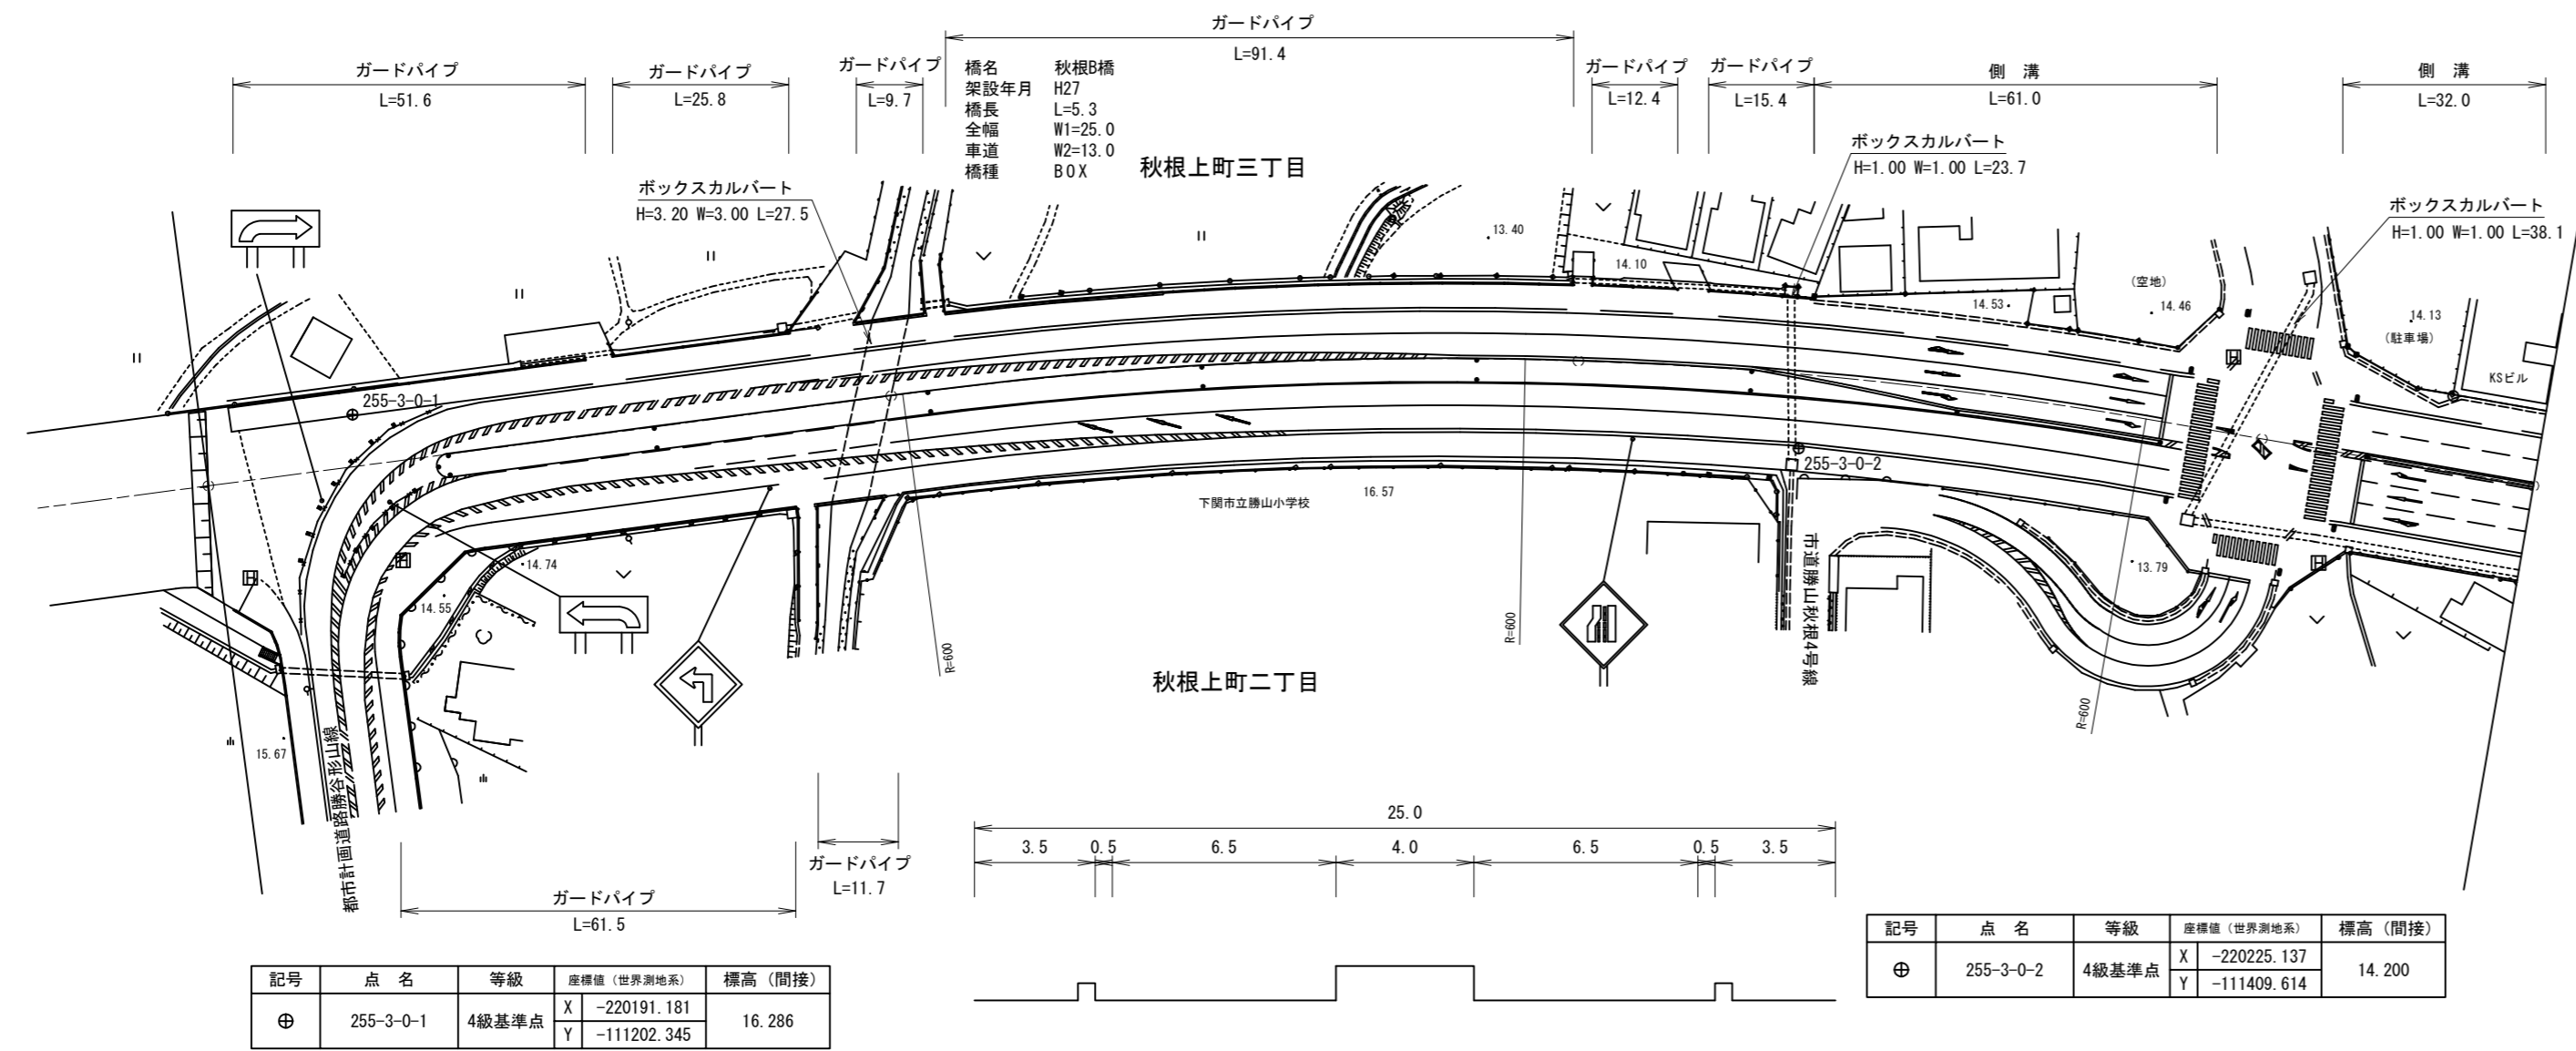 ガードパイプ
L=51.6
ガードパイプ
L=25.8
ガードパイプ
L=9.7
ガードパイプ
L=91.4
ガードパイプ
L=12.4
ガードパイプ
L=15.4
側 溝
L=61.0
側 溝
L=32.0
橋名 秋根B橋
架設年月 H27
橋長 L=5.3
全幅 W1=25.0
車道 W2=13.0
橋種 BOX
秋根上町三丁目
ボックスカルバート
H=3.20 W=3.00 L=27.5
ボックスカルバート
H=1.00 W=1.00 L=23.7
ボックスカルバート
H=1.00 W=1.00 L=38.1
13.40
14.10
14.53
(空地)
14.46
14.13
(駐車場)
KSビル
255-3-0-1
255-3-0-2
16.57
下関市立勝山小学校
14.74
14.55
15.67
13.79
R=600
R=600
R=600
市道勝山秋根4号線
都市計画道路勝谷形山線
秋根上町二丁目
ガードパイプ
L=11.7
ガードパイプ
L=61.5
25.0
3.5 0.5 6.5 4.0 6.5 0.5 3.5
記号 点 名 等級 座標値(世界測地系) 標高(間接)
255-3-0-1 4級基準点 X -220191.181 16.286
Y -111202.345
記号 点 名 等級 座標値(世界測地系) 標高(間接)
255-3-0-2 4級基準点 X -220225.137 14.200
Y -111409.614